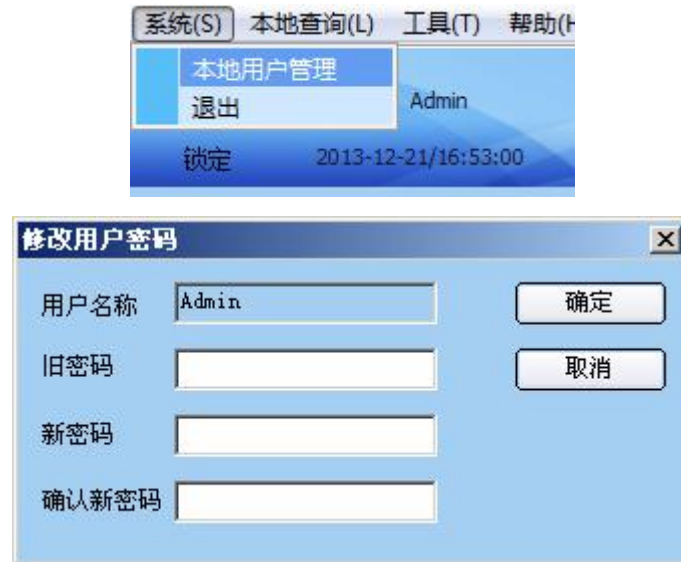 系统(S) 本地查询(L) 工具(T) 帮助(H
本地用户管理
退出
Admin
锁定 2013-12-21/16:53:00
修改用户密码
用户名称 Admin 确定
旧密码 取消
新密码
确认新密码